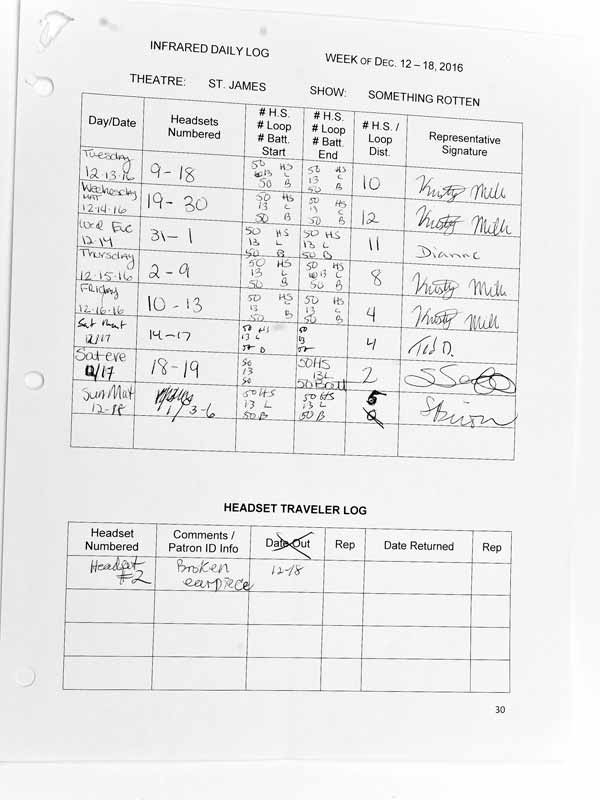 INFRARED DAILY LOG WEEK OF DEC. 12 – 18, 2016
THEATRE: ST. JAMES SHOW: SOMETHING ROTTEN
Day/Date Headsets Numbered # H.S. # Loop # Batt. Start # H.S. # Loop # Batt. End # H.S. / Loop Dist. Representative Signature
Tuesday 12-13-16 9-18 50 HS 13 L 50 B 50 HS 13 L 50 B 10 Kristy Milk
Wednesday MAT 12-14-16 19-30 50 HS 13 L 50 B 50 HS 13 L 50 B 12 Kristy Milk
Wed Eve 12-14 31-1 50 HS 13 L 50 B 50 HS 13 L 50 B 11 Dianne
Thursday 12-15-16 2-9 50 HS 13 L 50 B 50 HS 13 L 50 B 8 Kristy Milk
Friday 12-16-16 10-13 50 HS 13 L 50 B 50 HS 13 L 50 B 4 Kristy Milk
Sat Mat 12/17 14-17 50 HS 13 L 50 B 50 13 50 4 Ted D.
Sat eve 12/17 18-19 50 13 50 50 HS 13 L 50 Batt 2
Sun Mat 12-18 1/3-6 50 HS 13 L 50 B 50 HS 13 L 50 B 5
HEADSET TRAVELER LOG
Headset Numbered Comments / Patron ID Info Date Out Rep Date Returned Rep
Headset #2 Broken earpiece 12-18
30